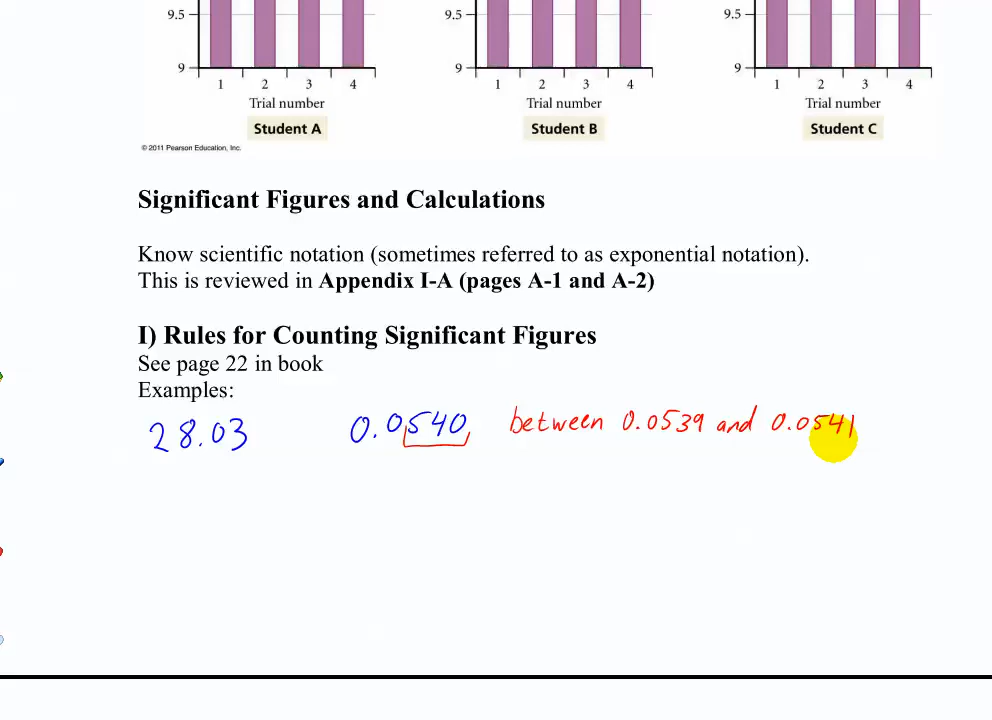 9.5 9.5 9.5
9 9 9
1 2 3 4 1 2 3 4 1 2 3 4
Trial number Trial number Trial number
Student A Student B Student C
© 2011 Pearson Education, Inc.
Significant Figures and Calculations
Know scientific notation (sometimes referred to as exponential notation).
This is reviewed in Appendix I-A (pages A-1 and A-2)
I) Rules for Counting Significant Figures
See page 22 in book
Examples:
28.03 0.0540 between 0.0539 and 0.0541